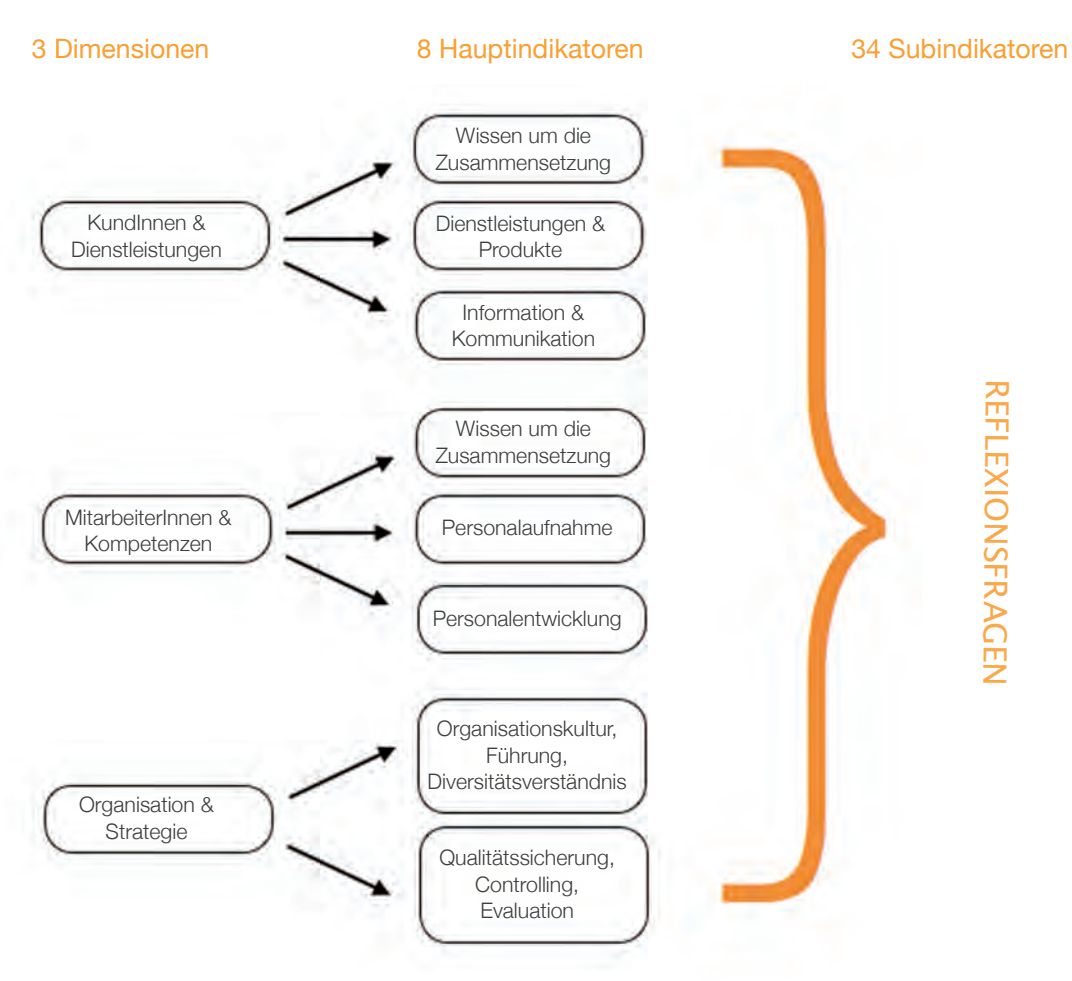 3 Dimensionen
8 Hauptindikatoren
34 Subindikatoren
KundInnen &
Dienstleistungen
Wissen um die
Zusammensetzung
Dienstleistungen &
Produkte
Information &
Kommunikation
MitarbeiterInnen &
Kompetenzen
Wissen um die
Zusammensetzung
Personalaufnahme
Personalentwicklung
Organisation &
Strategie
Organisationskultur,
Führung,
Diversitätsverständnis
Qualitätssicherung,
Controlling,
Evaluation
REFLEXIONSFRAGEN